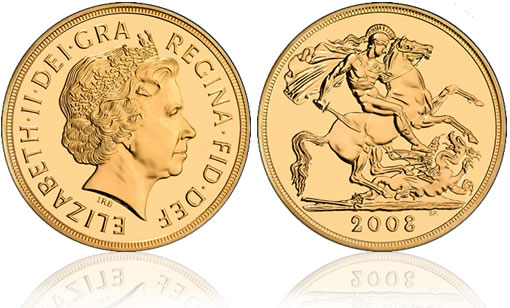 ELIZABETH·II·DEI·GRA
REGINA·FID·DEF
IRB
2008
B.P.